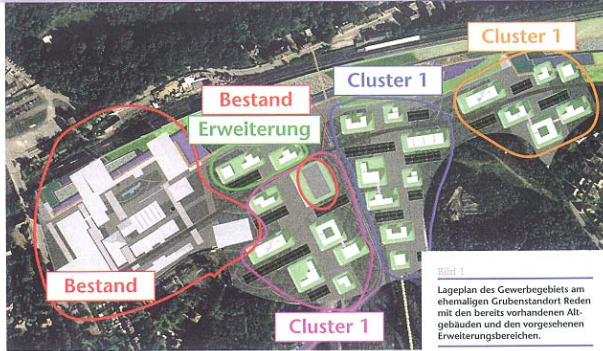 Cluster 1
Cluster 1
Bestand
Erweiterung
Bestand
Cluster 1
Bild 1
Lageplan des Gewerbegebiets am
ehemaligen Grubenstandort Reden
mit den bereits vorhandenen Alt-
gebäuden und den vorgesehenen
Erweiterungsbereichen.